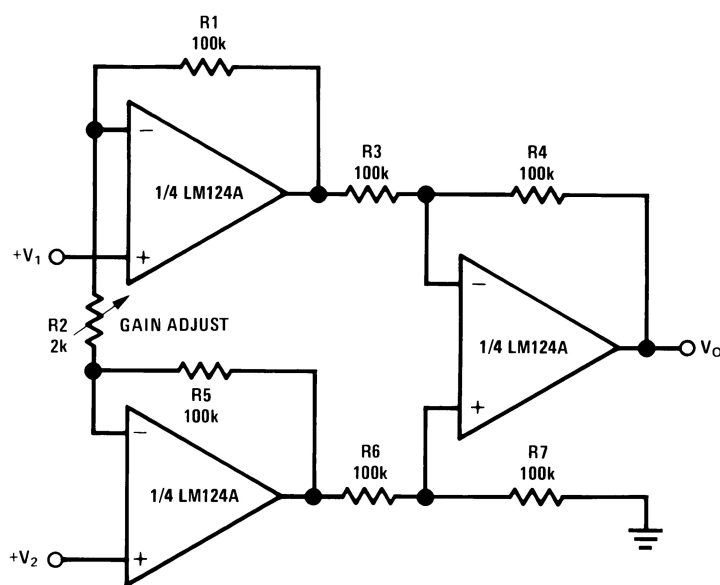 R1
100k
−
1/4 LM124A
+
+V1
R3
100k
R4
100k
R2
2k
GAIN ADJUST
−
1/4 LM124A
+
VO
R5
100k
−
1/4 LM124A
+
+V2
R6
100k
R7
100k